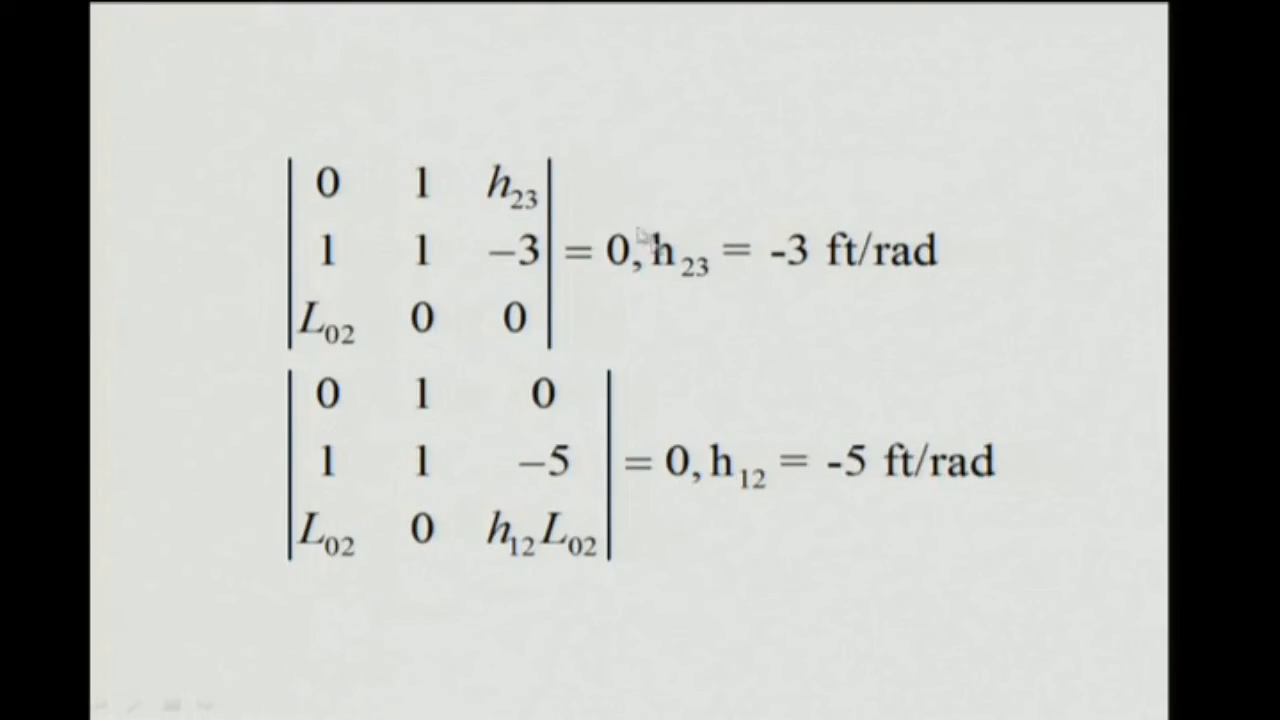 | 0 1 h₂₃ |
| 1 1 −3 | = 0, h₂₃ = -3 ft/rad
| L₀₂ 0 0 |
| 0 1 0 |
| 1 1 −5 | = 0, h₁₂ = -5 ft/rad
| L₀₂ 0 h₁₂L₀₂ |